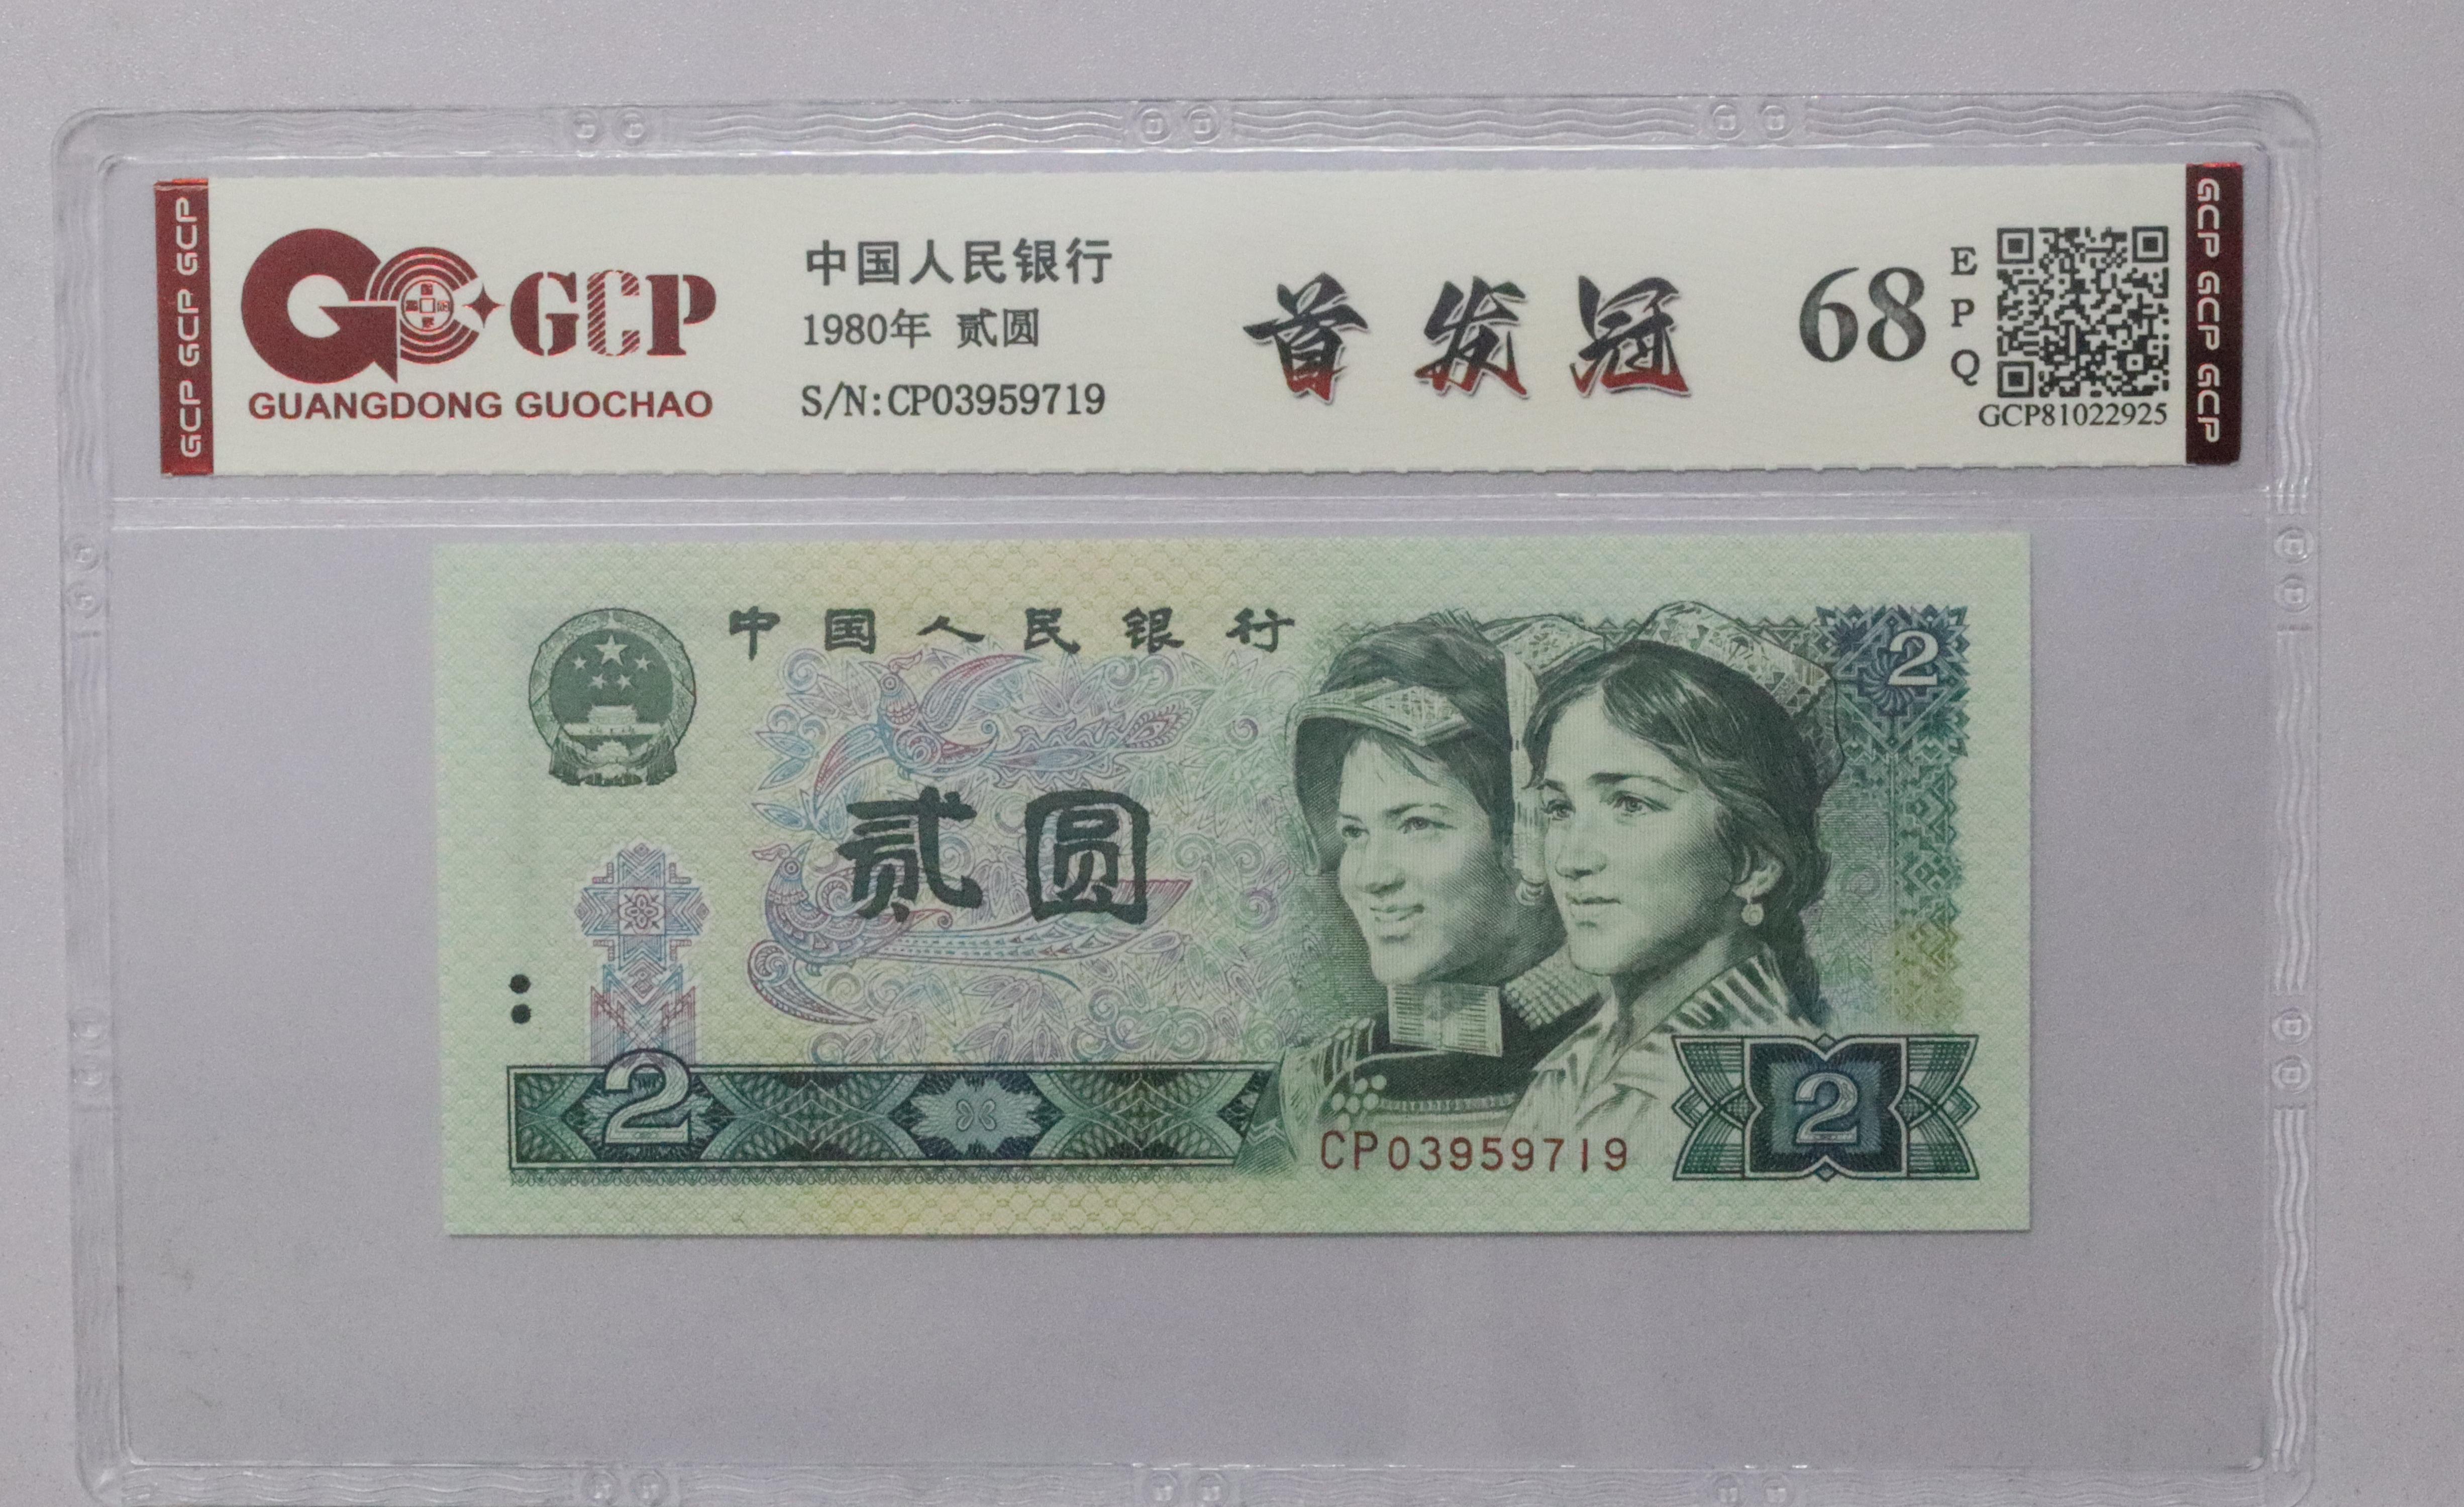 GCP GCP GCP
GCP
GUANGDONG GUOCHAO
中国人民银行
1980年 贰圆
S/N:CP03959719
首发冠
68
EPQ
GCP81022925
GCP GCP GCP
中国人民银行
2
贰圆
2
CP03959719
2